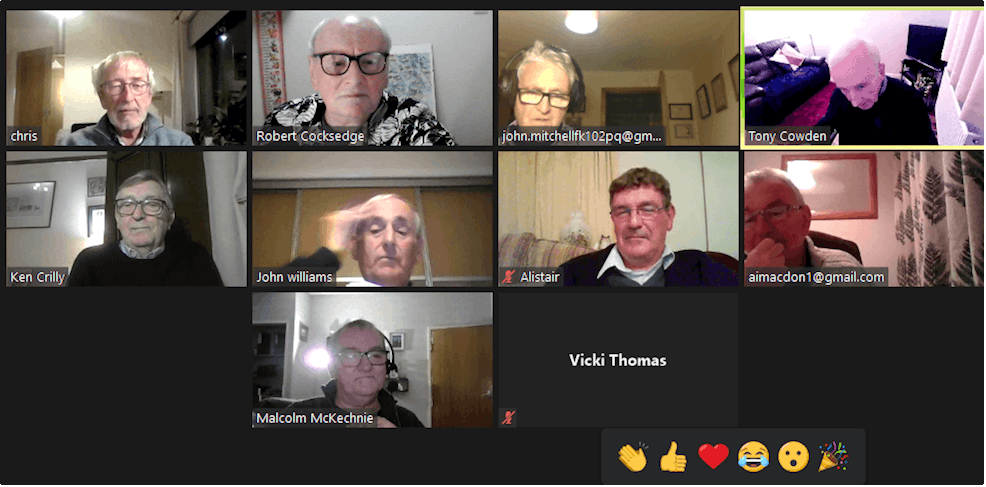 chris
Robert Cocksedge
john.mitchellfk102pq@gm...
Tony Cowden
Ken Crilly
John williams
Alistair
aimacdon1@gmail.com
Malcolm McKechnie
Vicki Thomas